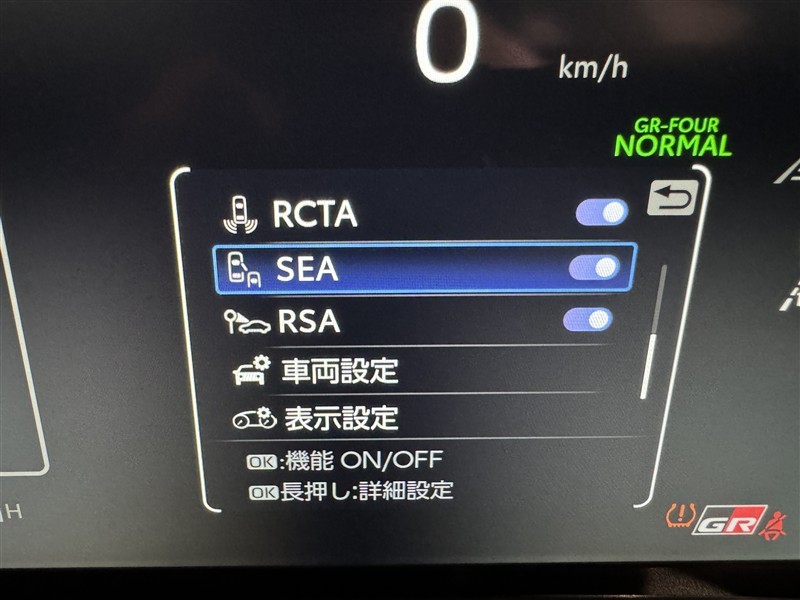 0
km/h
GR-FOUR
NORMAL
RCTA
SEA
RSA
車両設定
表示設定
OK:機能 ON/OFF
OK長押し:詳細設定
GR